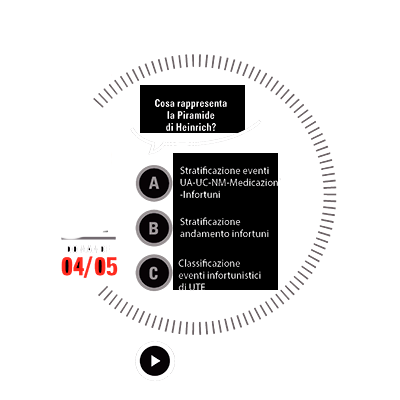 Cosa rappresenta
la Piramide
di Heinrich?
A
Stratificazione eventi
UA-UC-NM-Medicazion
-Infortuni
B
Stratificazione
andamento infortuni
C
Classificazione
eventi infortunistici
di UTE
04/05